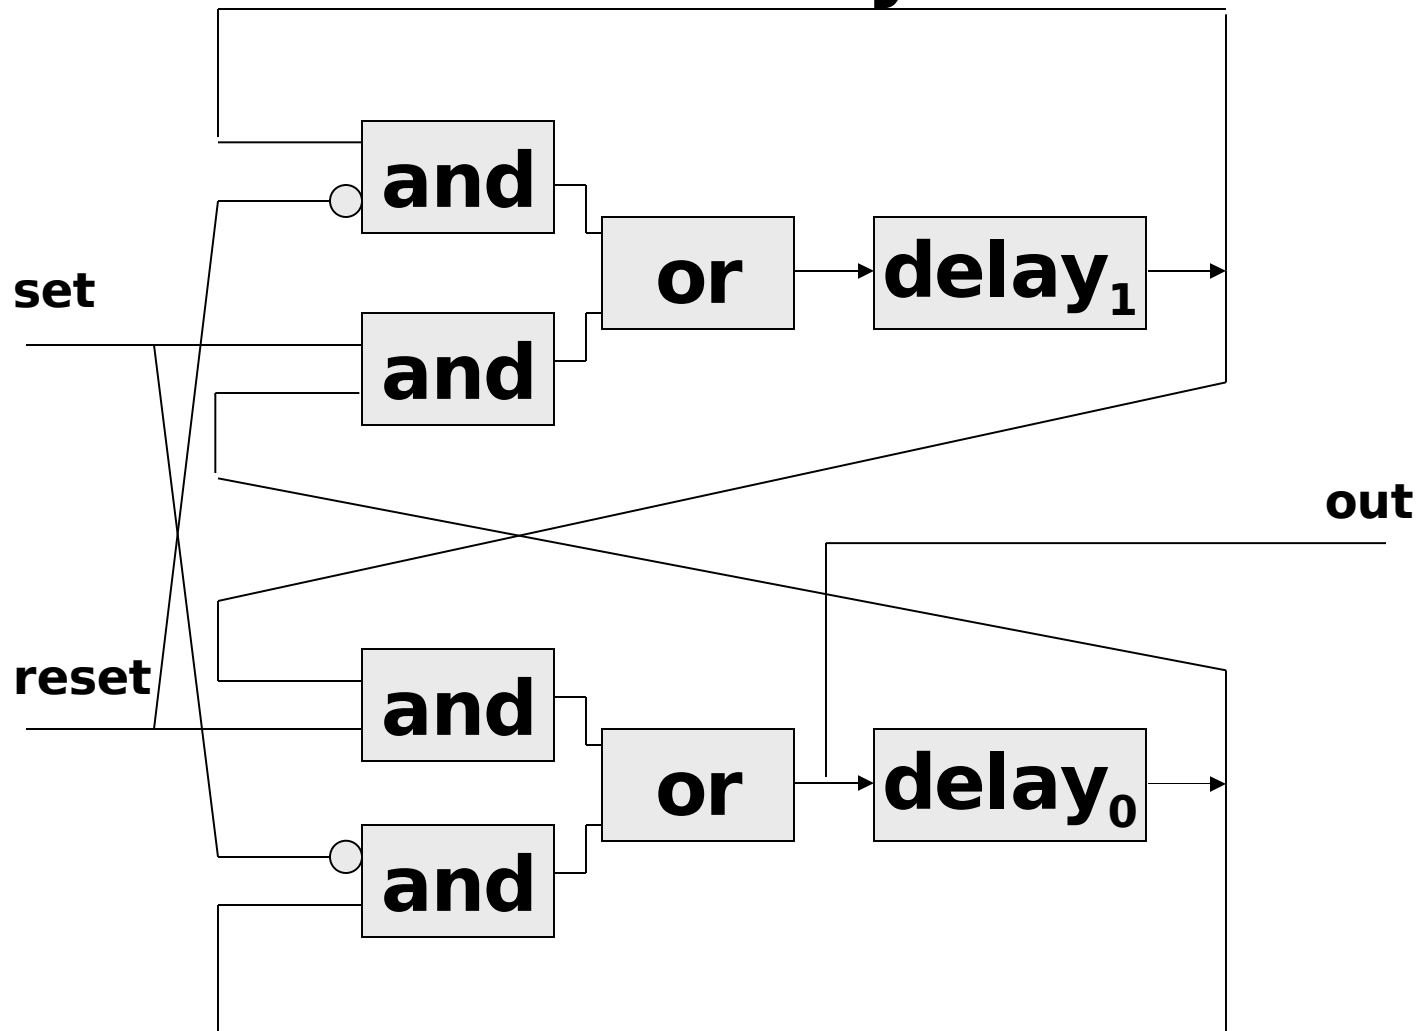 and
set
or
delay1
and
out
reset
and
or
delay0
and